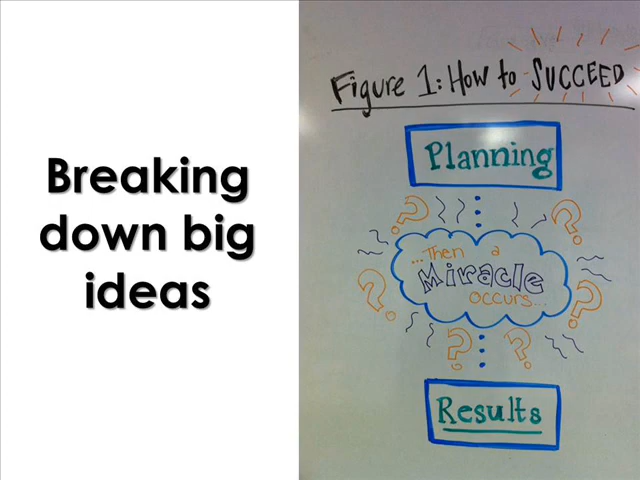 Breaking
down big
ideas
Figure 1: How to SUCCEED
Planning
...Then a
Miracle
occurs...
Results